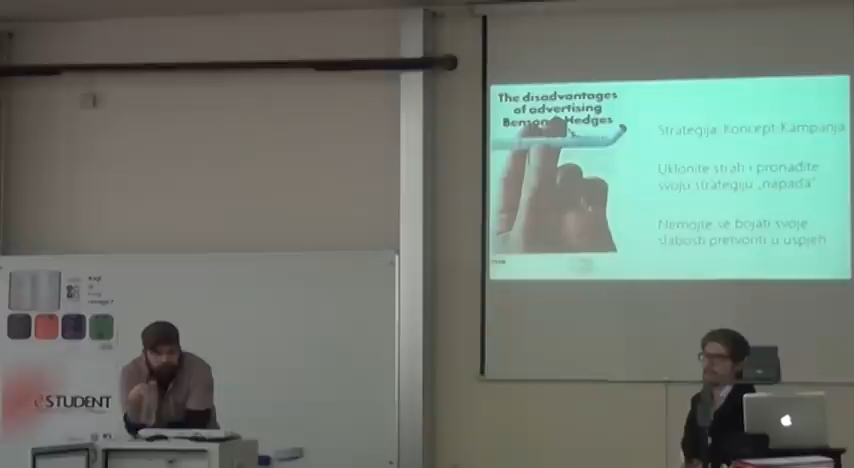 The disadvantages
of advertising
Benson Hedges
Strategija Koncept Kampanja
Uklonite strah i pronađite
svoju strategiju „napada“
Nemojte se bojati svoje
slabosti pretvoriti u uspjeh
eSTUDENT